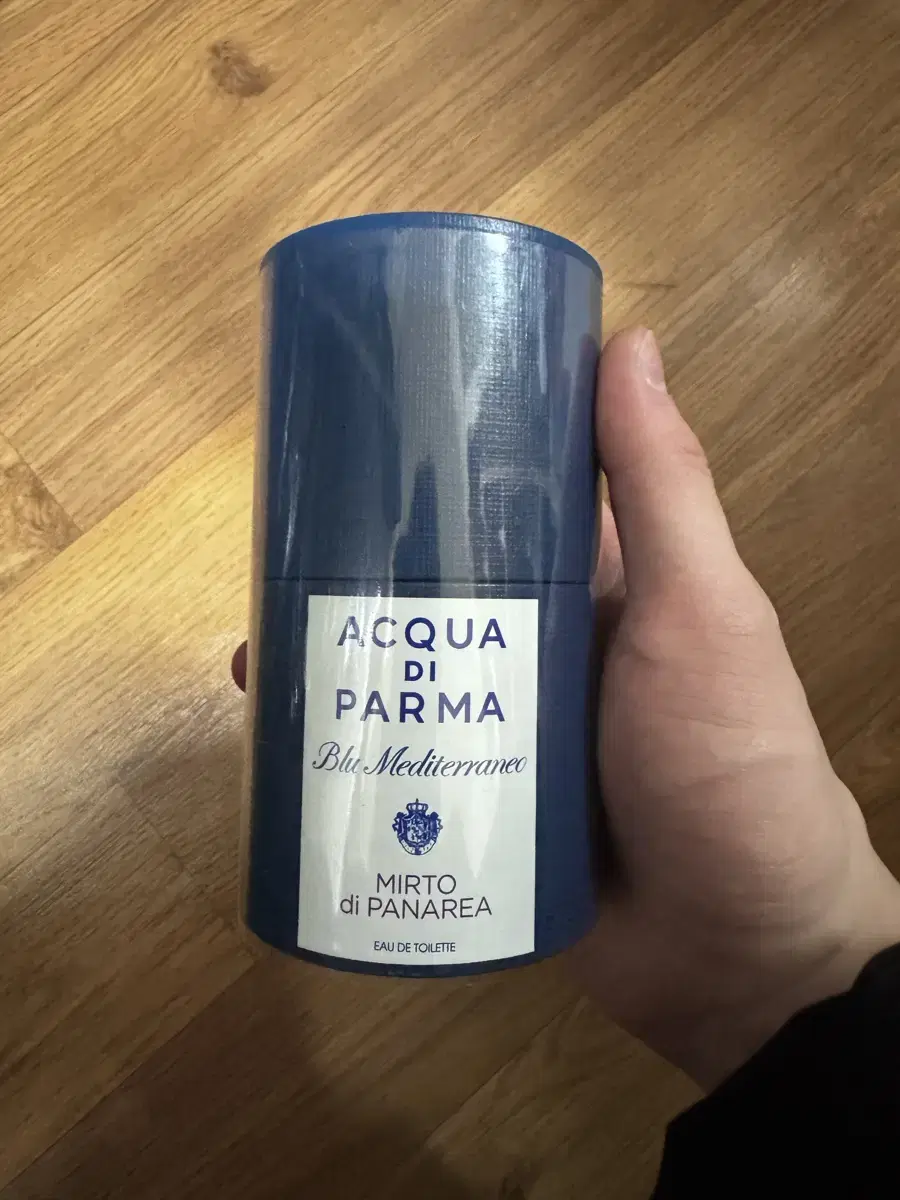 ACQUA
DI
PARMA
Blu Mediterraneo
MIRTO
di PANAREA
EAU DE TOILETTE